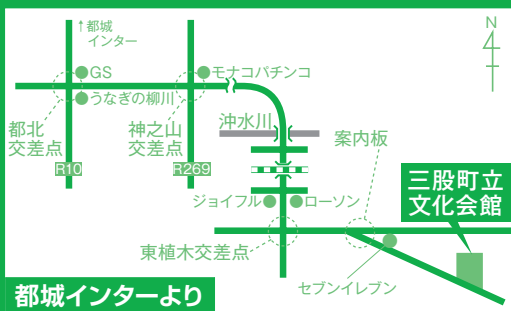 ↑都城
インター
N
GS
モナコパチンコ
うなぎの柳川
都北
交差点
神之山
交差点
沖水川
案内板
R10
R269
三股町立
文化会館
ジョイフル
ローソン
東植木交差点
セブンイレブン
都城インターより